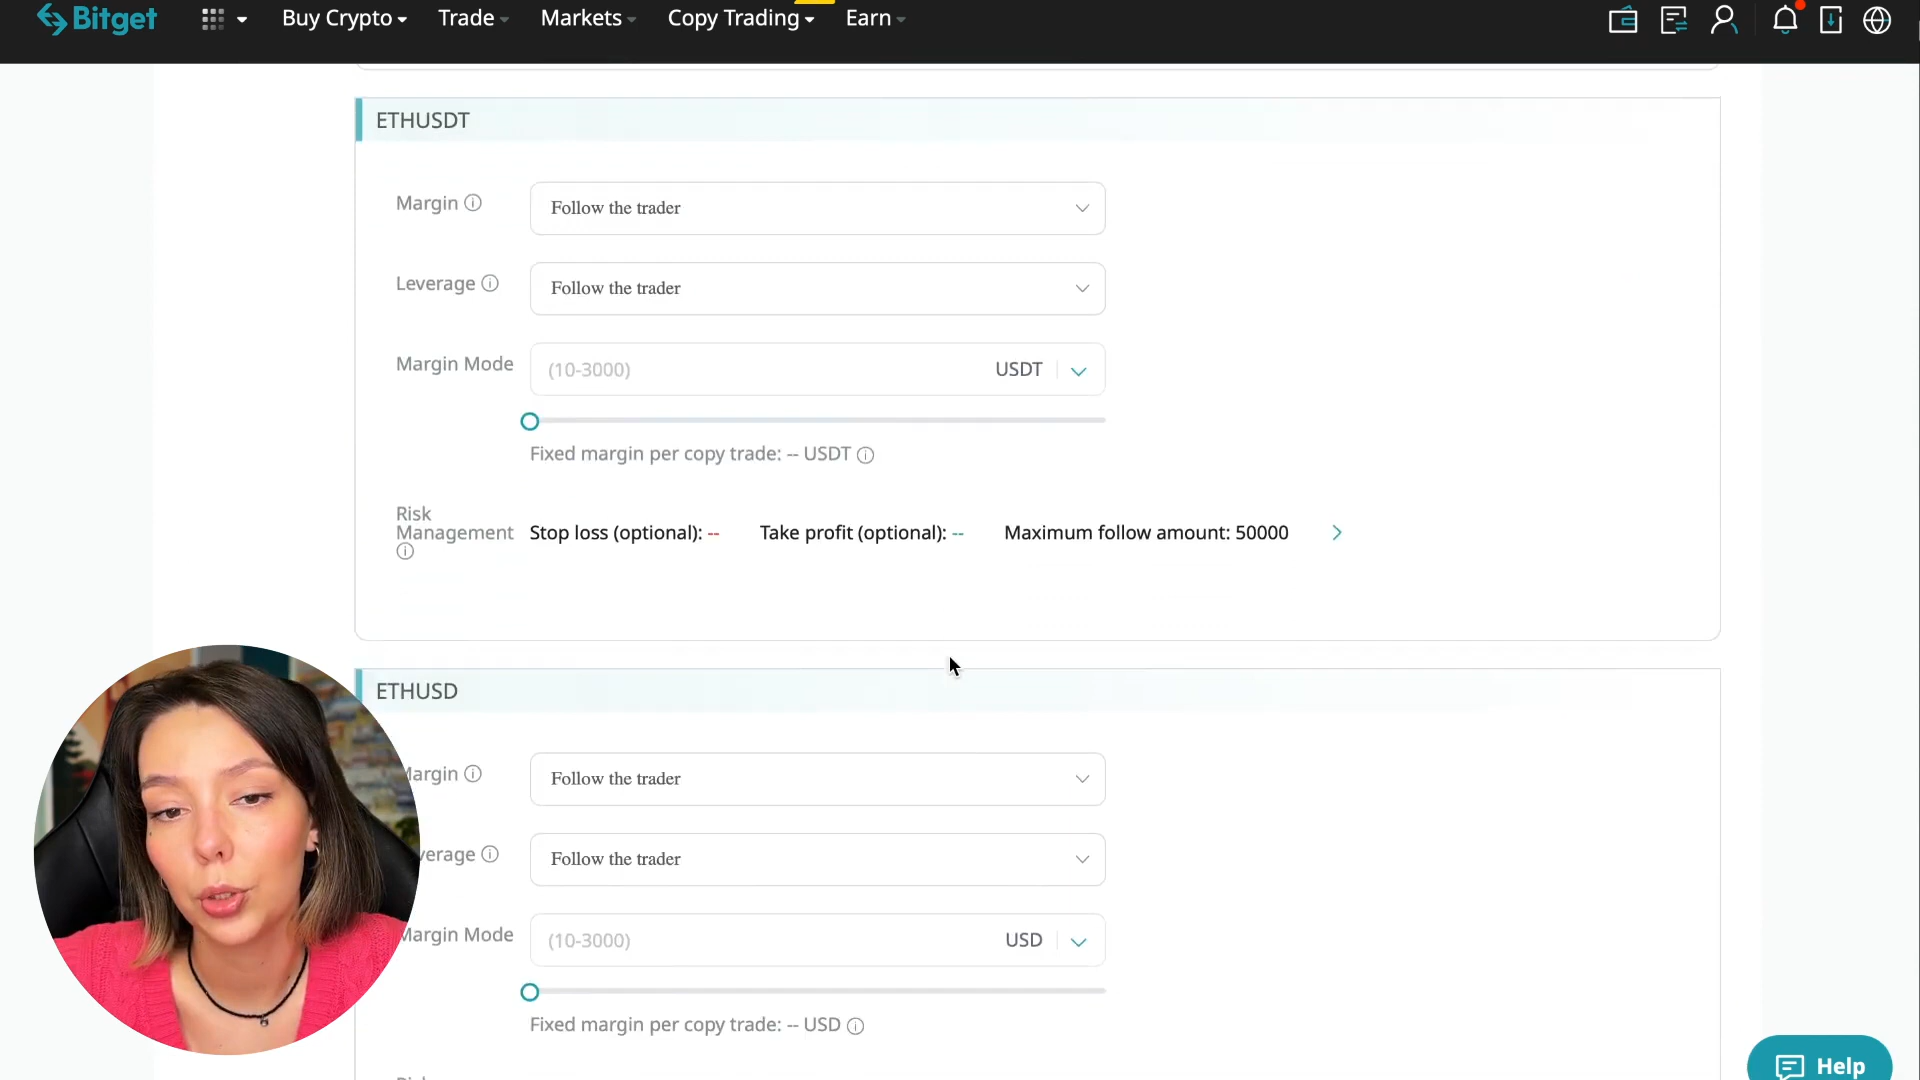 Bitget
Buy Crypto
Trade
Markets
Copy Trading
Earn
ETHUSDT
Margin
Follow the trader
Leverage
Follow the trader
Margin Mode
(10-3000)
USDT
Fixed margin per copy trade: -- USDT
Risk
Management
Stop loss (optional): --
Take profit (optional): --
Maximum follow amount: 50000
ETHUSD
Margin
Follow the trader
verage
Follow the trader
Margin Mode
(10-3000)
USD
Fixed margin per copy trade: -- USD
Help